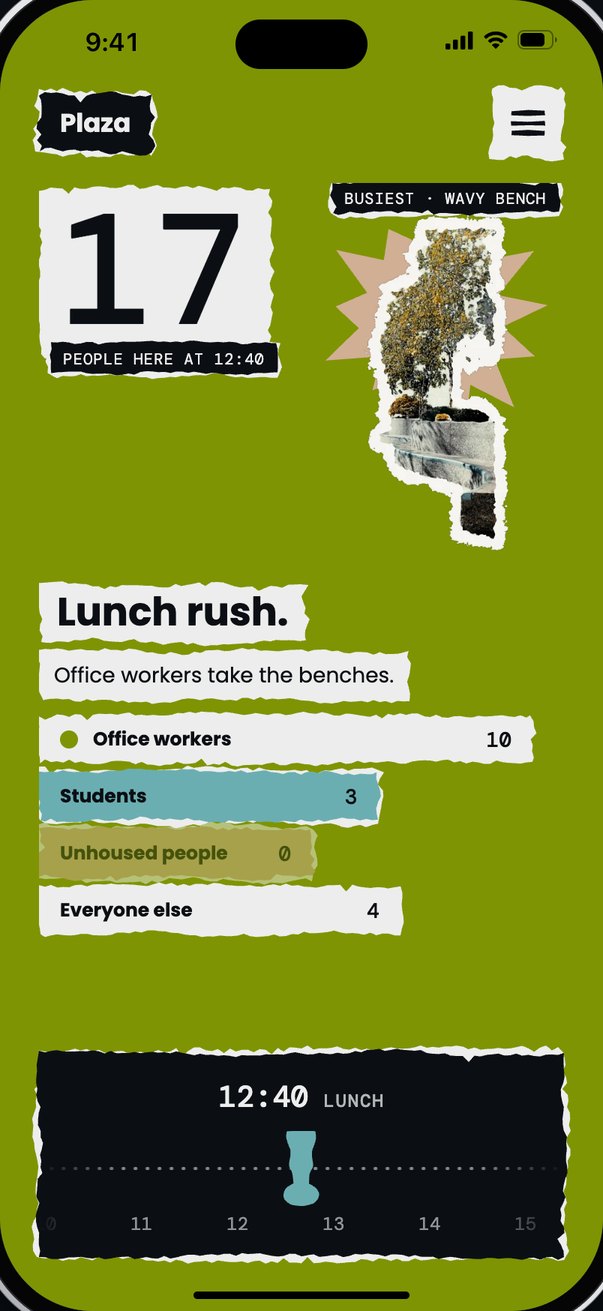 9:41
Plaza
BUSIEST · WAVY BENCH
17
PEOPLE HERE AT 12:40
Lunch rush.
Office workers take the benches.
Office workers 10
Students 3
Unhoused people 0
Everyone else 4
12:40 LUNCH
11 12 13 14 15